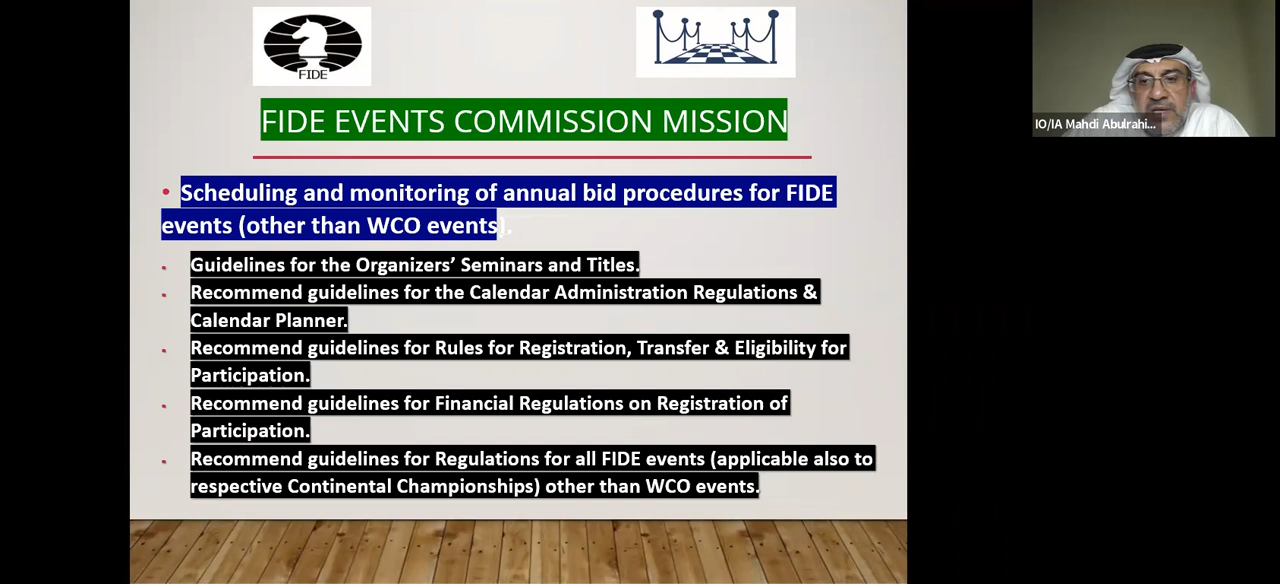 FIDE
FIDE EVENTS COMMISSION MISSION
• Scheduling and monitoring of annual bid procedures for FIDE
events (other than WCO events).
Guidelines for the Organizers’ Seminars and Titles.
Recommend guidelines for the Calendar Administration Regulations &
Calendar Planner.
Recommend guidelines for Rules for Registration, Transfer & Eligibility for
Participation.
Recommend guidelines for Financial Regulations on Registration of
Participation.
Recommend guidelines for Regulations for all FIDE events (applicable also to
respective Continental Championships) other than WCO events.
IO/IA Mahdi Abulrahi...